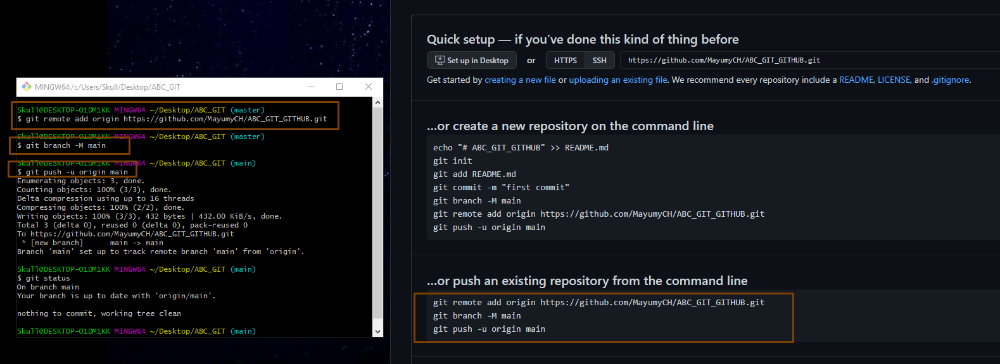 MINGW64:/c/Users/Skull/Desktop/ABC_GIT
Skull@DESKTOP-O1DM1KK MINGW64 ~/Desktop/ABC_GIT (master)
$ git remote add origin https://github.com/MayumyCH/ABC_GIT_GITHUB.git
Skull@DESKTOP-O1DM1KK MINGW64 ~/Desktop/ABC_GIT (master)
$ git branch -M main
Skull@DESKTOP-O1DM1KK MINGW64 ~/Desktop/ABC_GIT (main)
$ git push -u origin main
Enumerating objects: 3, done.
Counting objects: 100% (3/3), done.
Delta compression using up to 16 threads
Compressing objects: 100% (2/2), done.
Writing objects: 100% (3/3), 432 bytes | 432.00 KiB/s, done.
Total 3 (delta 0), reused 0 (delta 0), pack-reused 0
To https://github.com/MayumyCH/ABC_GIT_GITHUB.git
 * [new branch]      main -> main
Branch 'main' set up to track remote branch 'main' from 'origin'.
Skull@DESKTOP-O1DM1KK MINGW64 ~/Desktop/ABC_GIT (main)
$ git status
On branch main
Your branch is up to date with 'origin/main'.
nothing to commit, working tree clean
Skull@DESKTOP-O1DM1KK MINGW64 ~/Desktop/ABC_GIT (main)
Quick setup — if you've done this kind of thing before
Set up in Desktop or HTTPS SSH https://github.com/MayumyCH/ABC_GIT_GITHUB.git
Get started by creating a new file or uploading an existing file. We recommend every repository include a README, LICENSE, and .gitignore.
...or create a new repository on the command line
echo "# ABC_GIT_GITHUB" >> README.md
git init
git add README.md
git commit -m "first commit"
git branch -M main
git remote add origin https://github.com/MayumyCH/ABC_GIT_GITHUB.git
git push -u origin main
...or push an existing repository from the command line
git remote add origin https://github.com/MayumyCH/ABC_GIT_GITHUB.git
git branch -M main
git push -u origin main